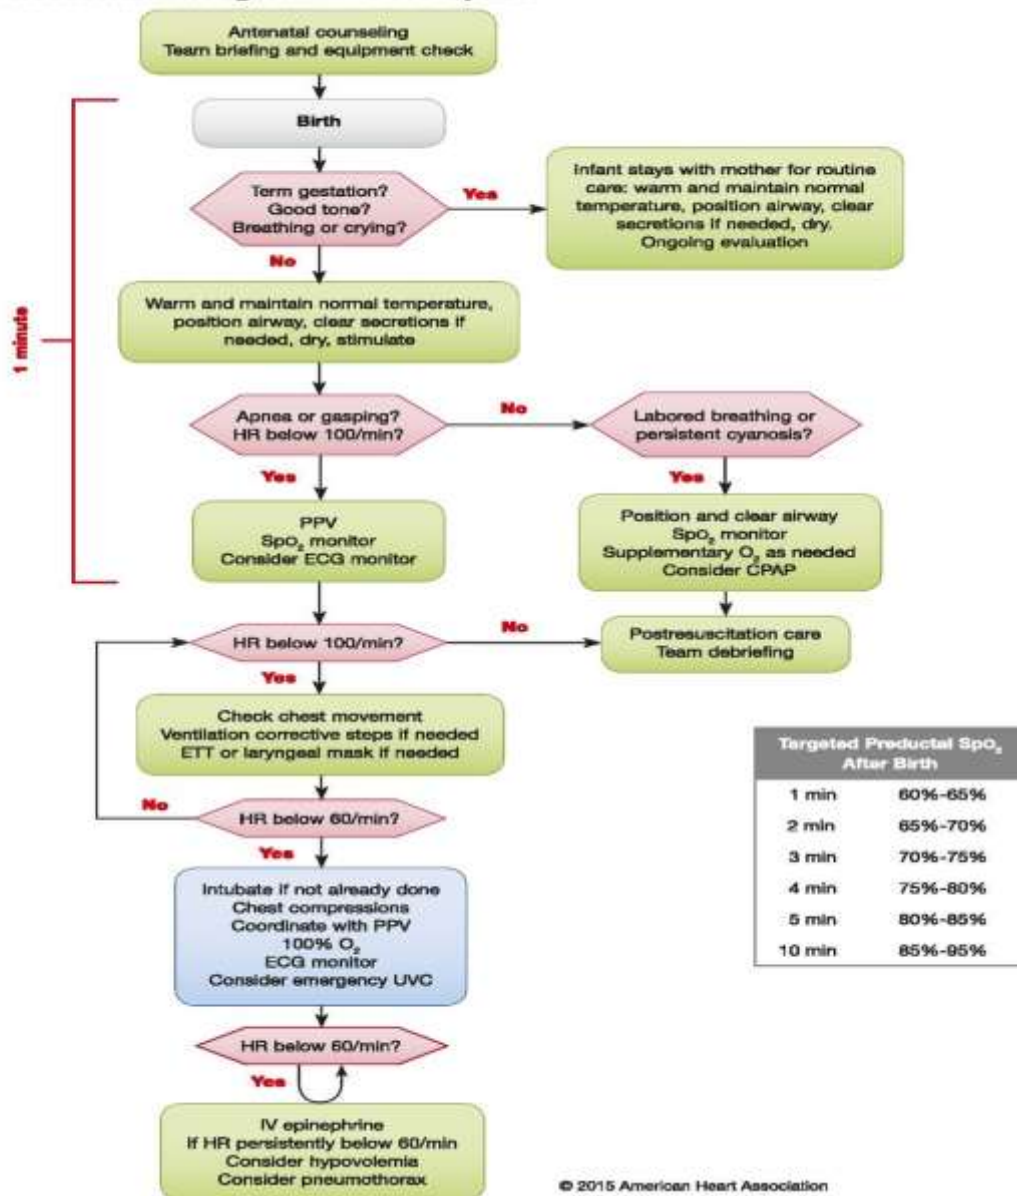 Antenatal counseling
Team briefing and equipment check
Birth
Term gestation?
Good tone?
Breathing or crying?
Yes
Infant stays with mother for routine
care: warm and maintain normal
temperature, position airway, clear
secretions if needed, dry.
Ongoing evaluation
No
Warm and maintain normal temperature,
position airway, clear secretions if
needed, dry, stimulate
1 minute
Apnea or gasping?
HR below 100/min?
No
Labored breathing or
persistent cyanosis?
Yes
Yes
PPV
SpO₂ monitor
Consider ECG monitor
Position and clear airway
SpO₂ monitor
Supplementary O₂ as needed
Consider CPAP
HR below 100/min?
No
Postresuscitation care
Team debriefing
Yes
Check chest movement
Ventilation corrective steps if needed
ETT or laryngeal mask if needed
No
HR below 60/min?
Yes
Intubate if not already done
Chest compressions
Coordinate with PPV
100% O₂
ECG monitor
Consider emergency UVC
HR below 60/min?
Yes
IV epinephrine
If HR persistently below 60/min
Consider hypovolemia
Consider pneumothorax
Targeted Preductal SpO₂
After Birth
1 min 60%-65%
2 min 65%-70%
3 min 70%-75%
4 min 75%-80%
5 min 80%-85%
10 min 85%-95%
© 2015 American Heart Association